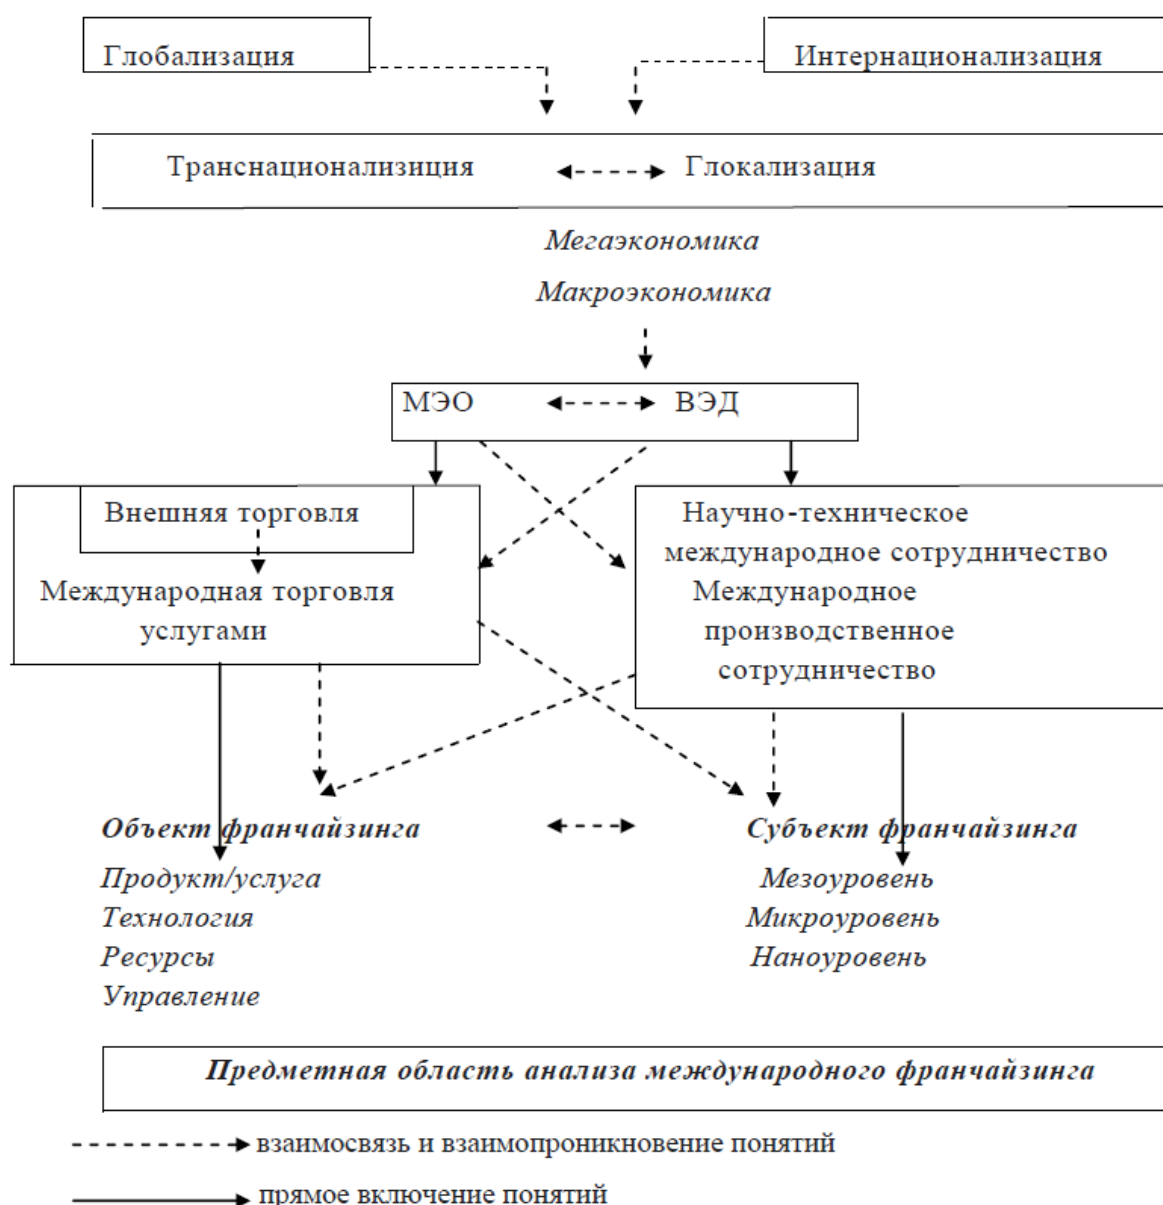 Глобализация
Интернационализация
Транснационализиция
Глокализация
Мегаэкономика
Макроэкономика
МЭО
ВЭД
Внешняя торговля
Международная торговля
услугами
Научно-техническое
международное сотрудничество
Международное
производственное
сотрудничество
Объект франчайзинга
Продукт/услуга
Технология
Ресурсы
Управление
Субъект франчайзинга
Мезоуровень
Микроуровень
Наноуровень
Предметная область анализа международного франчайзинга
взаимосвязь и взаимопроникновение понятий
прямое включение понятий